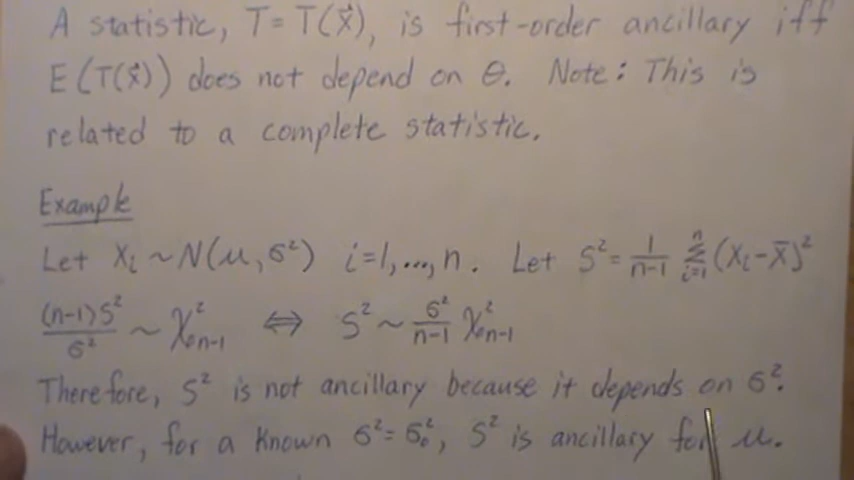 A statistic, T = T(x⃗), is first-order ancillary iff
E(T(x⃗)) does not depend on θ. Note: This is
related to a complete statistic.
Example
Let Xᵢ ~ N(μ, σ²) i=1,...,n. Let S² = 1/(n-1) Σᵢ₌₁ⁿ (Xᵢ - X̄)²
(n-1)S²/σ² ~ χ²ₙ₋₁ ⇔ S² ~ σ²/(n-1) χ²ₙ₋₁
Therefore, S² is not ancillary because it depends on σ².
However, for a known σ² = σ₀², S² is ancillary for μ.